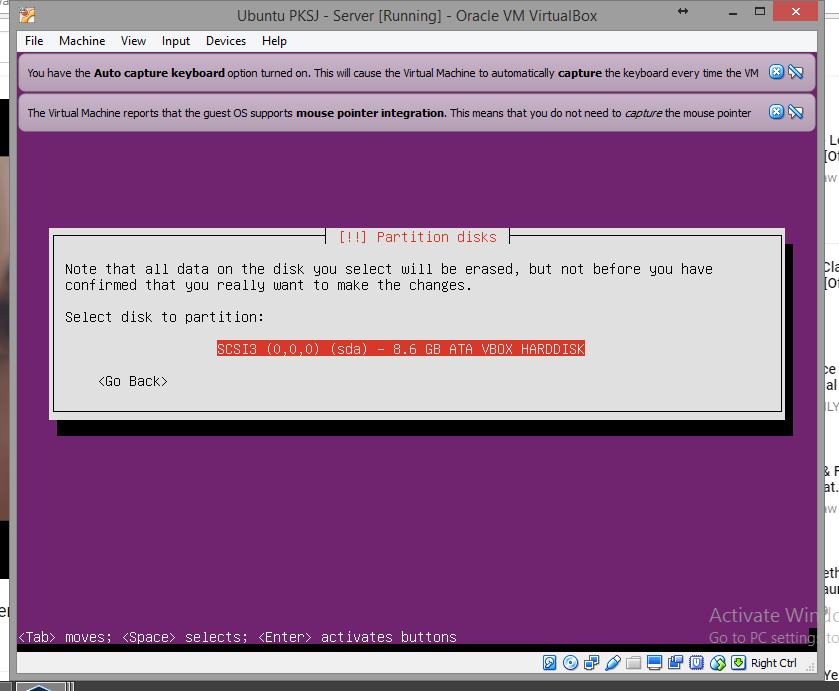 Ubuntu PKSJ - Server [Running] - Oracle VM VirtualBox
File Machine View Input Devices Help
You have the Auto capture keyboard option turned on. This will cause the Virtual Machine to automatically capture the keyboard every time the VM
The Virtual Machine reports that the guest OS supports mouse pointer integration. This means that you do not need to capture the mouse pointer
[!!] Partition disks
Note that all data on the disk you select will be erased, but not before you have
confirmed that you really want to make the changes.
Select disk to partition:
SCSI3 (0,0,0) (sda) - 8.6 GB ATA VBOX HARDDISK
<Go Back>
Activate Windo
Go to PC settings to
<Tab> moves; <Space> selects; <Enter> activates buttons
Right Ctrl